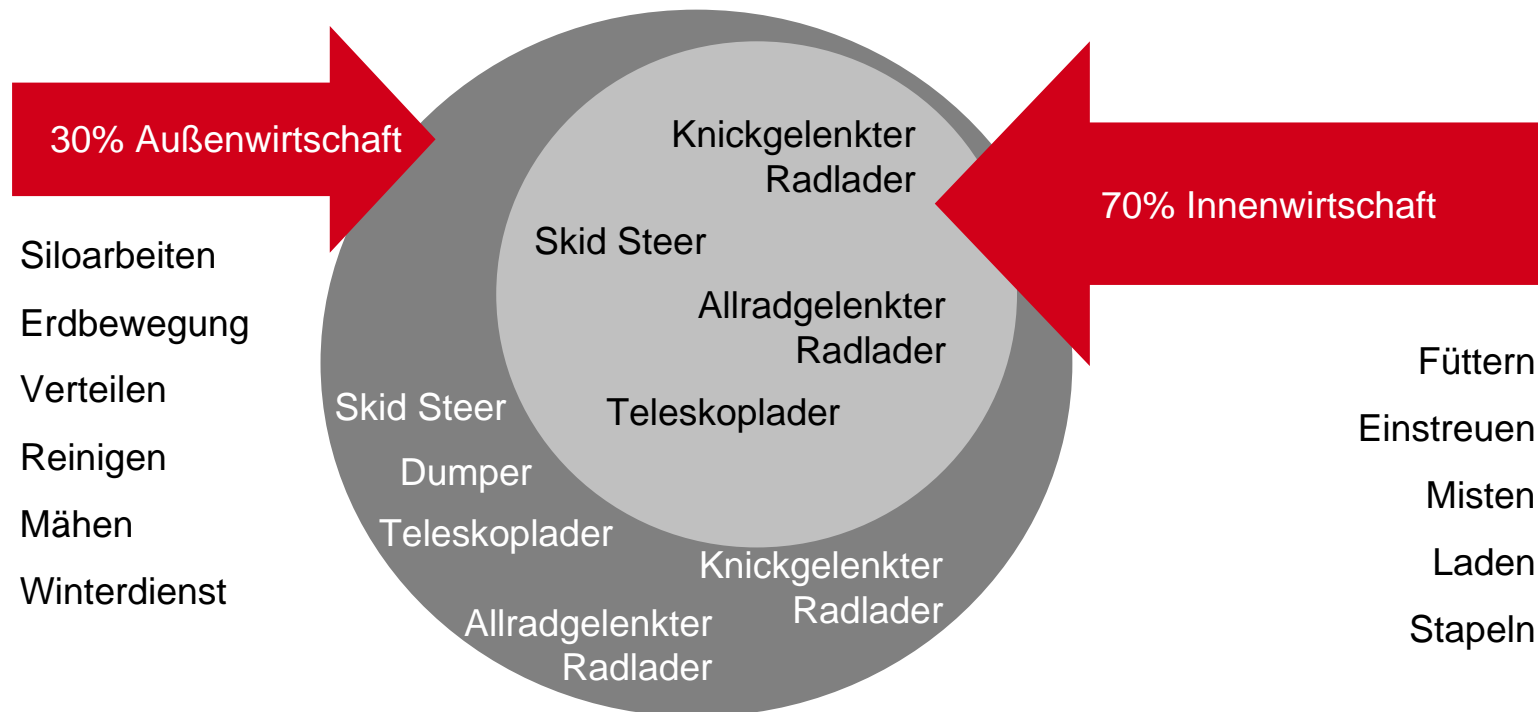 30% Außenwirtschaft
Siloarbeiten
Erdbewegung
Verteilen
Reinigen
Mähen
Winterdienst
Knickgelenkter
Radlader
Skid Steer
Allradgelenkter
Radlader
Teleskoplader
Skid Steer
Dumper
Teleskoplader
Knickgelenkter
Radlader
Allradgelenkter
Radlader
70% Innenwirtschaft
Füttern
Einstreuen
Misten
Laden
Stapeln